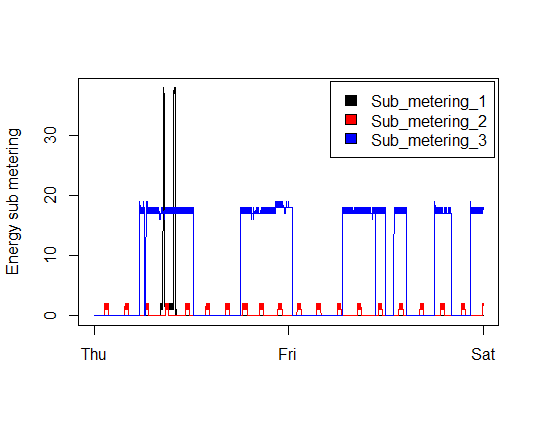 Sub_metering_1
Sub_metering_2
Sub_metering_3
Energy sub metering
30
20
10
0
Thu
Fri
Sat